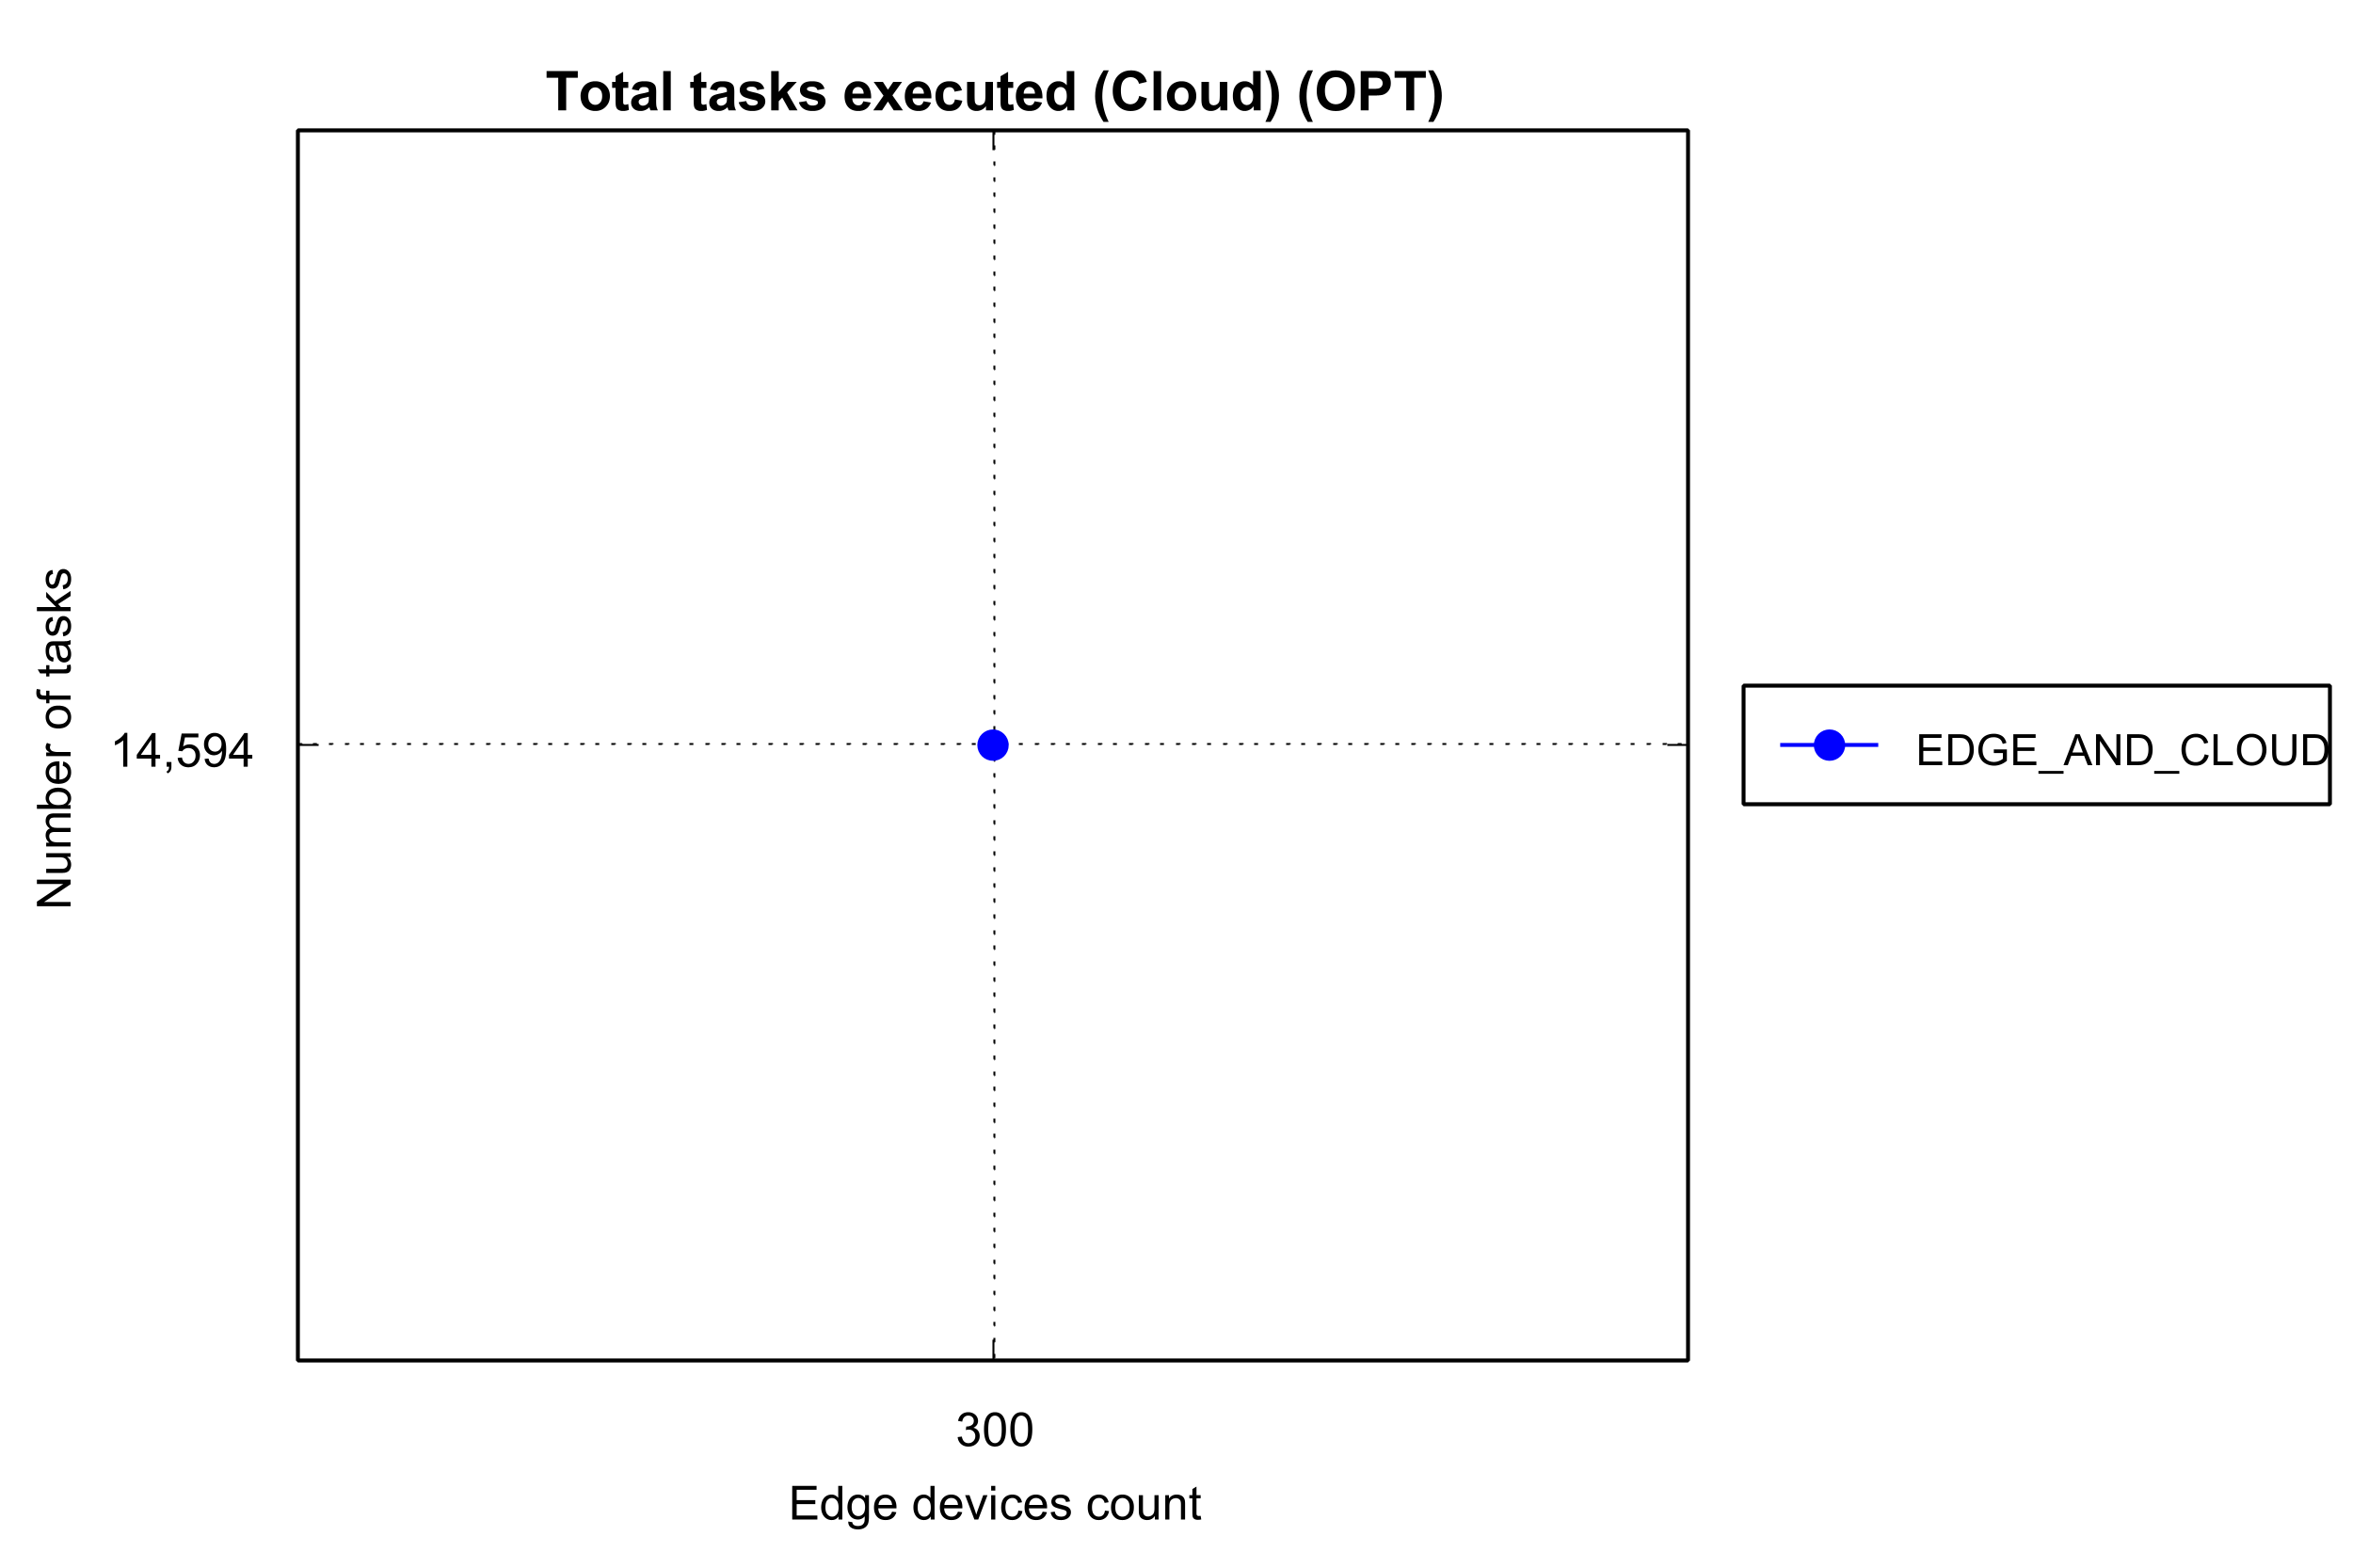 Total tasks executed (Cloud) (OPT)
Number of tasks
14,594
EDGE_AND_CLOUD
300
Edge devices count